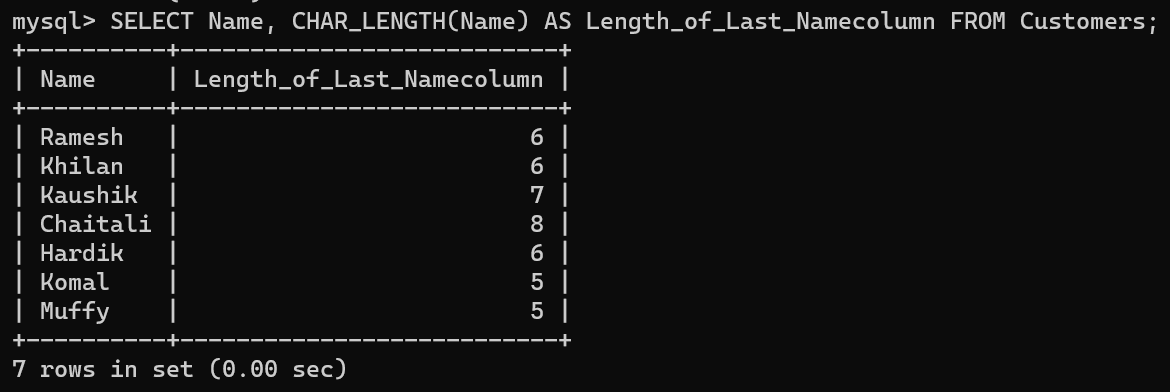 mysql> SELECT Name, CHAR_LENGTH(Name) AS Length_of_Last_Namecolumn FROM Customers;
+----------+---------------------------+
| Name     | Length_of_Last_Namecolumn |
+----------+---------------------------+
| Ramesh   |                         6 |
| Khilan   |                         6 |
| Kaushik  |                         7 |
| Chaitali |                         8 |
| Hardik   |                         6 |
| Komal    |                         5 |
| Muffy    |                         5 |
+----------+---------------------------+
7 rows in set (0.00 sec)